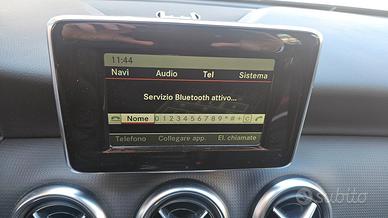 11:44
Navi Audio Tel Sistema
Servizio Bluetooth attivo...
Nome 0 1 2 3 4 5 6 7 8 9 * # + C
Telefono Collegare app. El. chiamate
subito